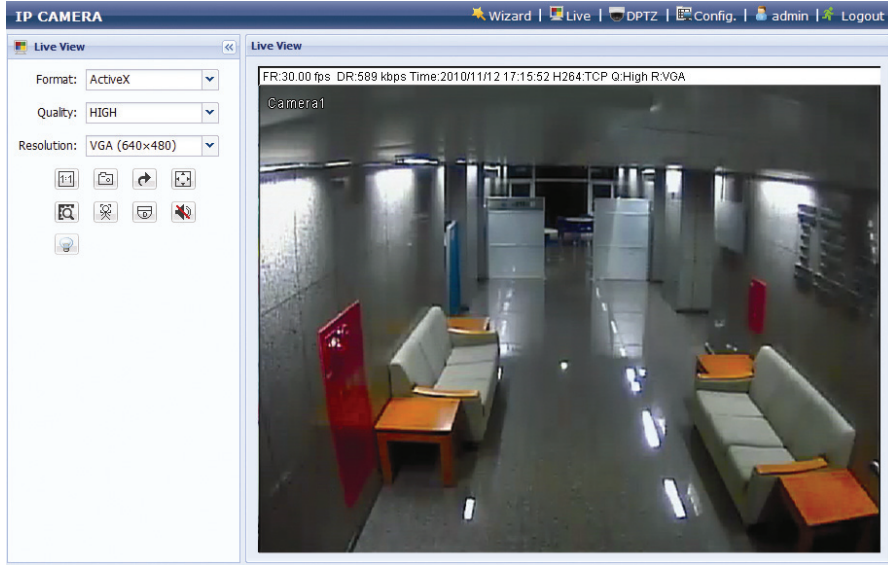 IP CAMERA
Wizard | Live | DPTZ | Config. | admin | Logout
Live View
Format: ActiveX
Quality: HIGH
Resolution: VGA (640×480)
1:1
Live View
FR:30.00 fps DR:589 kbps Time:2010/11/12 17:15:52 H264:TCP Q:High R:VGA
Camera1